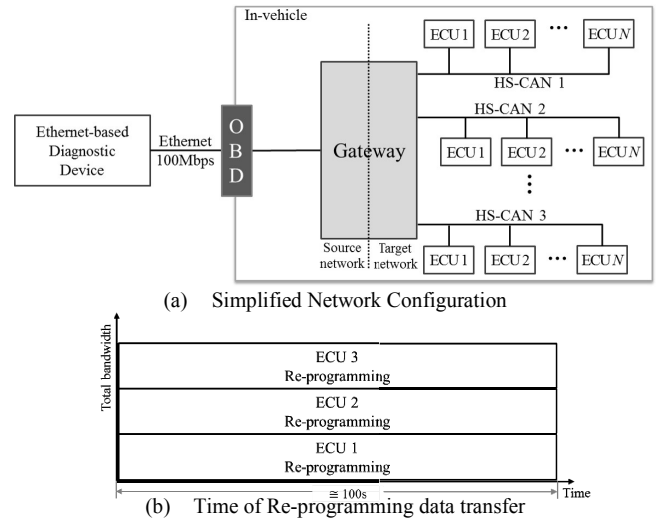 In-vehicle
ECU 1 ECU 2 ••• ECU N
HS-CAN 1
HS-CAN 2
Ethernet-based
Diagnostic
Device
Ethernet
100Mbps
O
B
D
Gateway
ECU 1 ECU 2 ••• ECU N
HS-CAN 3
Source
network
Target
network
ECU 1 ECU 2 ••• ECU N
(a) Simplified Network Configuration
Total bandwidth
ECU 3
Re-programming
ECU 2
Re-programming
ECU 1
Re-programming
≅ 100s
Time
(b) Time of Re-programming data transfer